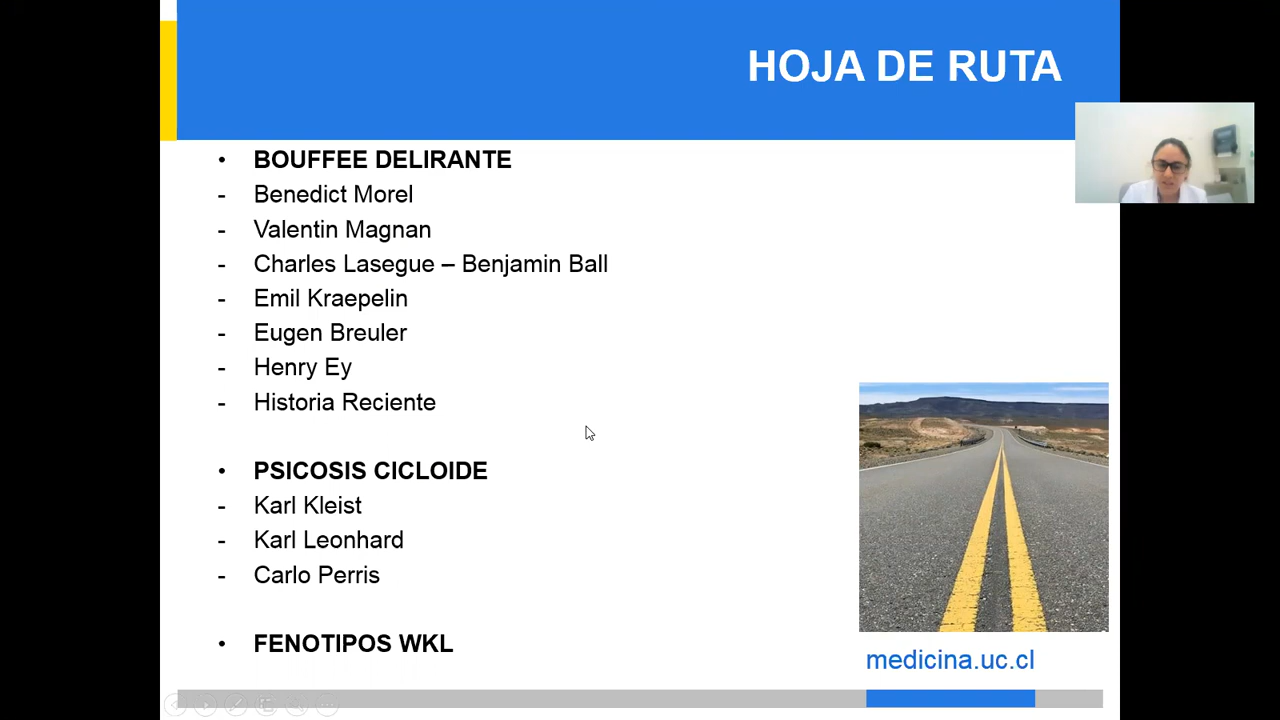 HOJA DE RUTA
• BOUFFEE DELIRANTE
- Benedict Morel
- Valentin Magnan
- Charles Lasegue – Benjamin Ball
- Emil Kraepelin
- Eugen Breuler
- Henry Ey
- Historia Reciente
• PSICOSIS CICLOIDE
- Karl Kleist
- Karl Leonhard
- Carlo Perris
• FENOTIPOS WKL
medicina.uc.cl